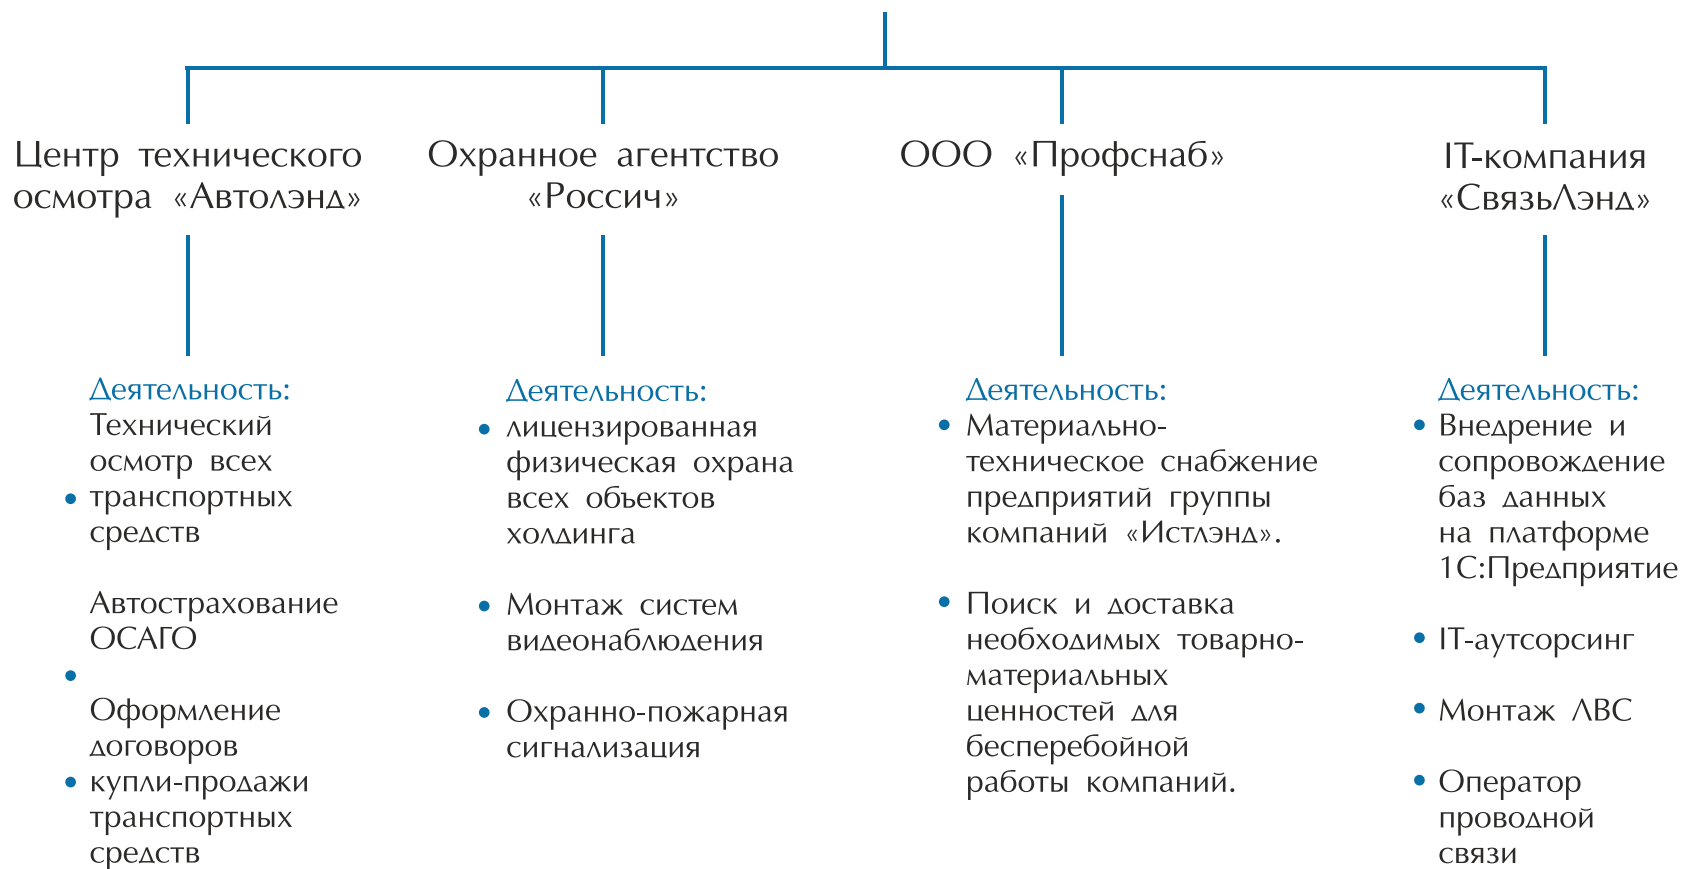 Центр технического
осмотра «Автолэнд»
Деятельность:
Технический
осмотр всех
транспортных
средств
Автострахование
ОСАГО
Оформление
договоров
купли-продажи
транспортных
средств
Охранное агентство
«Россич»
Деятельность:
лицензированная
физическая охрана
всех объектов
холдинга
Монтаж систем
видеонаблюдения
Охранно-пожарная
сигнализация
ООО «Профснаб»
Деятельность:
Материально-
техническое снабжение
предприятий группы
компаний «Истлэнд».
Поиск и доставка
необходимых товарно-
материальных
ценностей для
бесперебойной
работы компаний.
IT-компания
«СвязьЛэнд»
Деятельность:
Внедрение и
сопровождение
баз данных
на платформе
1С:Предприятие
IT-аутсорсинг
Монтаж ЛВС
Оператор
проводной
связи